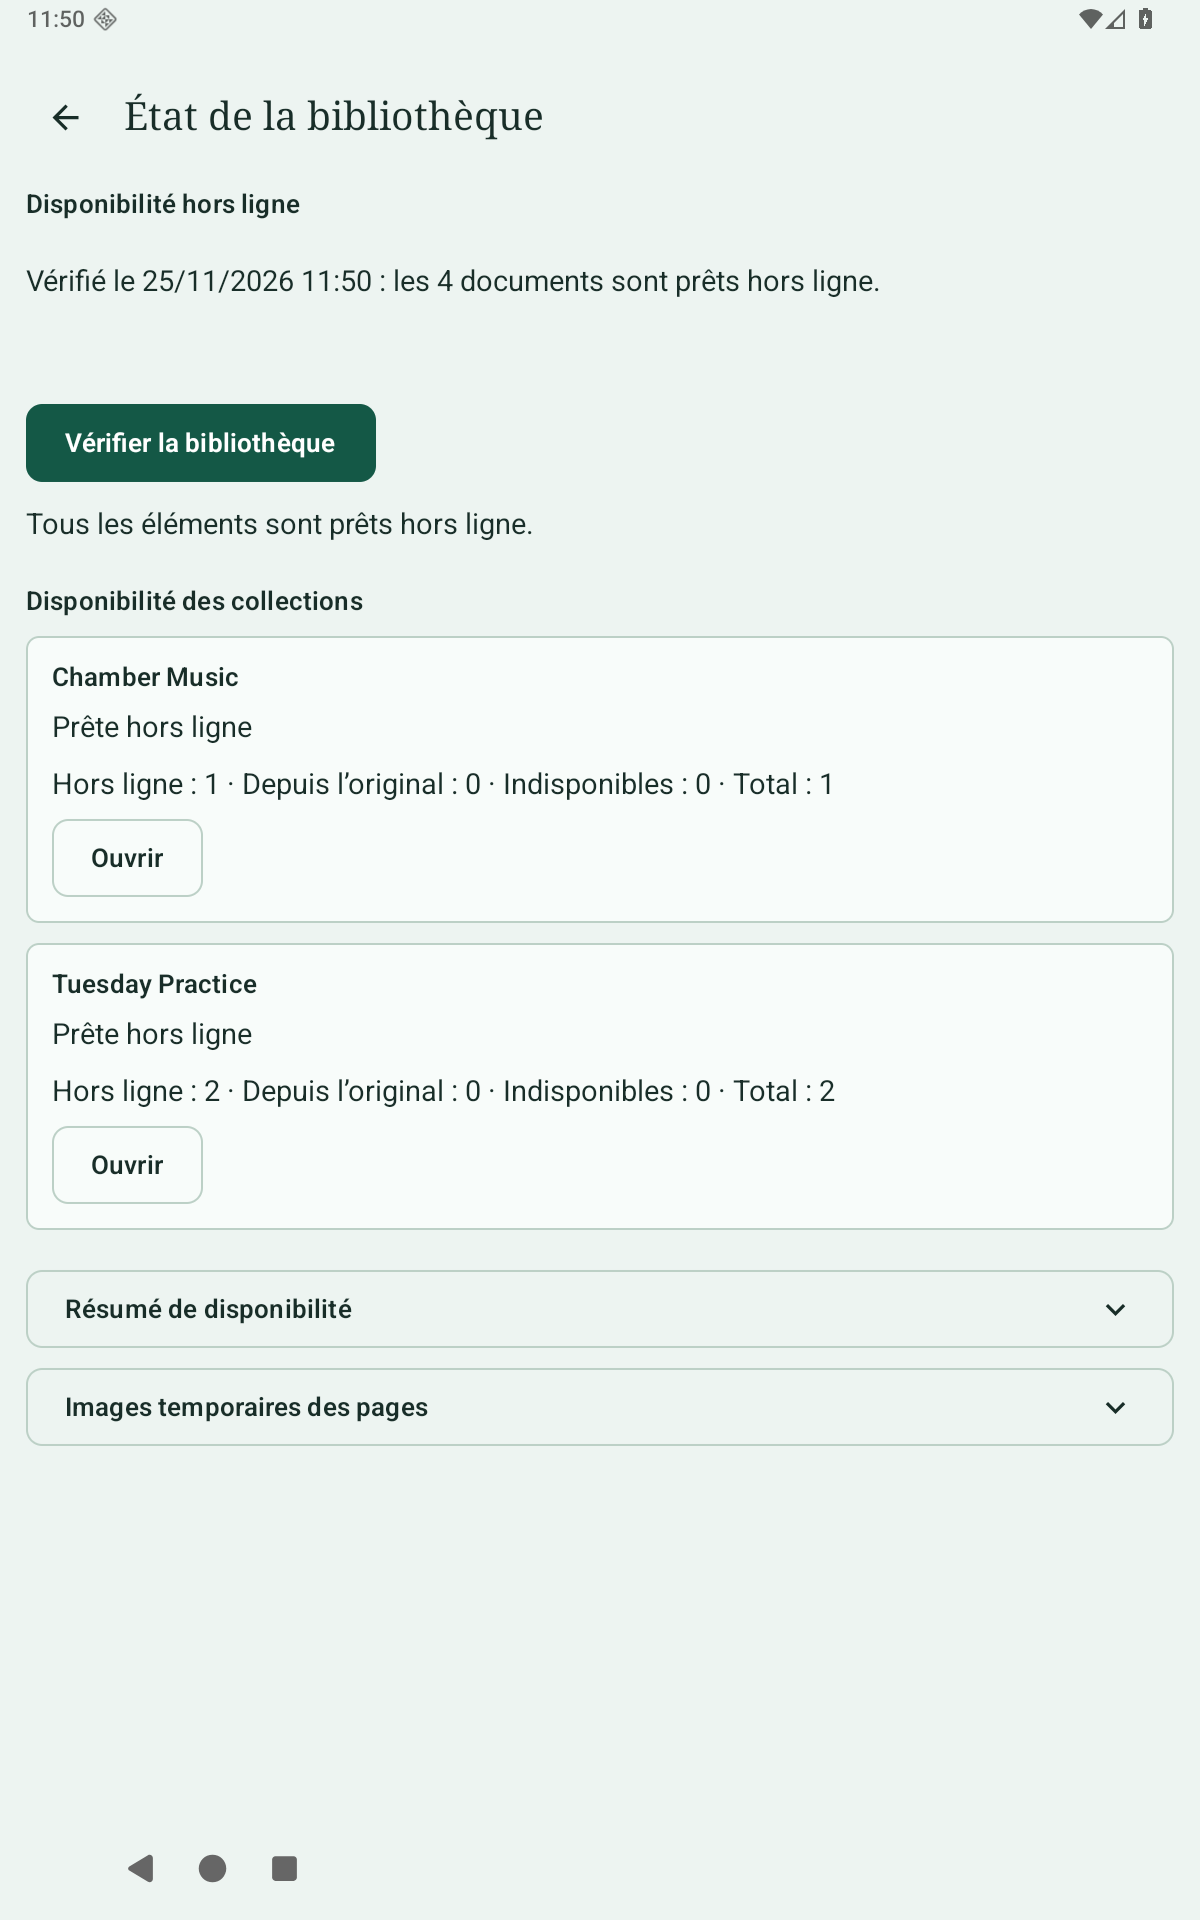 11:50
État de la bibliothèque
Disponibilité hors ligne
Vérifié le 25/11/2026 11:50 : les 4 documents sont prêts hors ligne.
Vérifier la bibliothèque
Tous les éléments sont prêts hors ligne.
Disponibilité des collections
Chamber Music
Prête hors ligne
Hors ligne : 1 · Depuis l’original : 0 · Indisponibles : 0 · Total : 1
Ouvrir
Tuesday Practice
Prête hors ligne
Hors ligne : 2 · Depuis l’original : 0 · Indisponibles : 0 · Total : 2
Ouvrir
Résumé de disponibilité
Images temporaires des pages